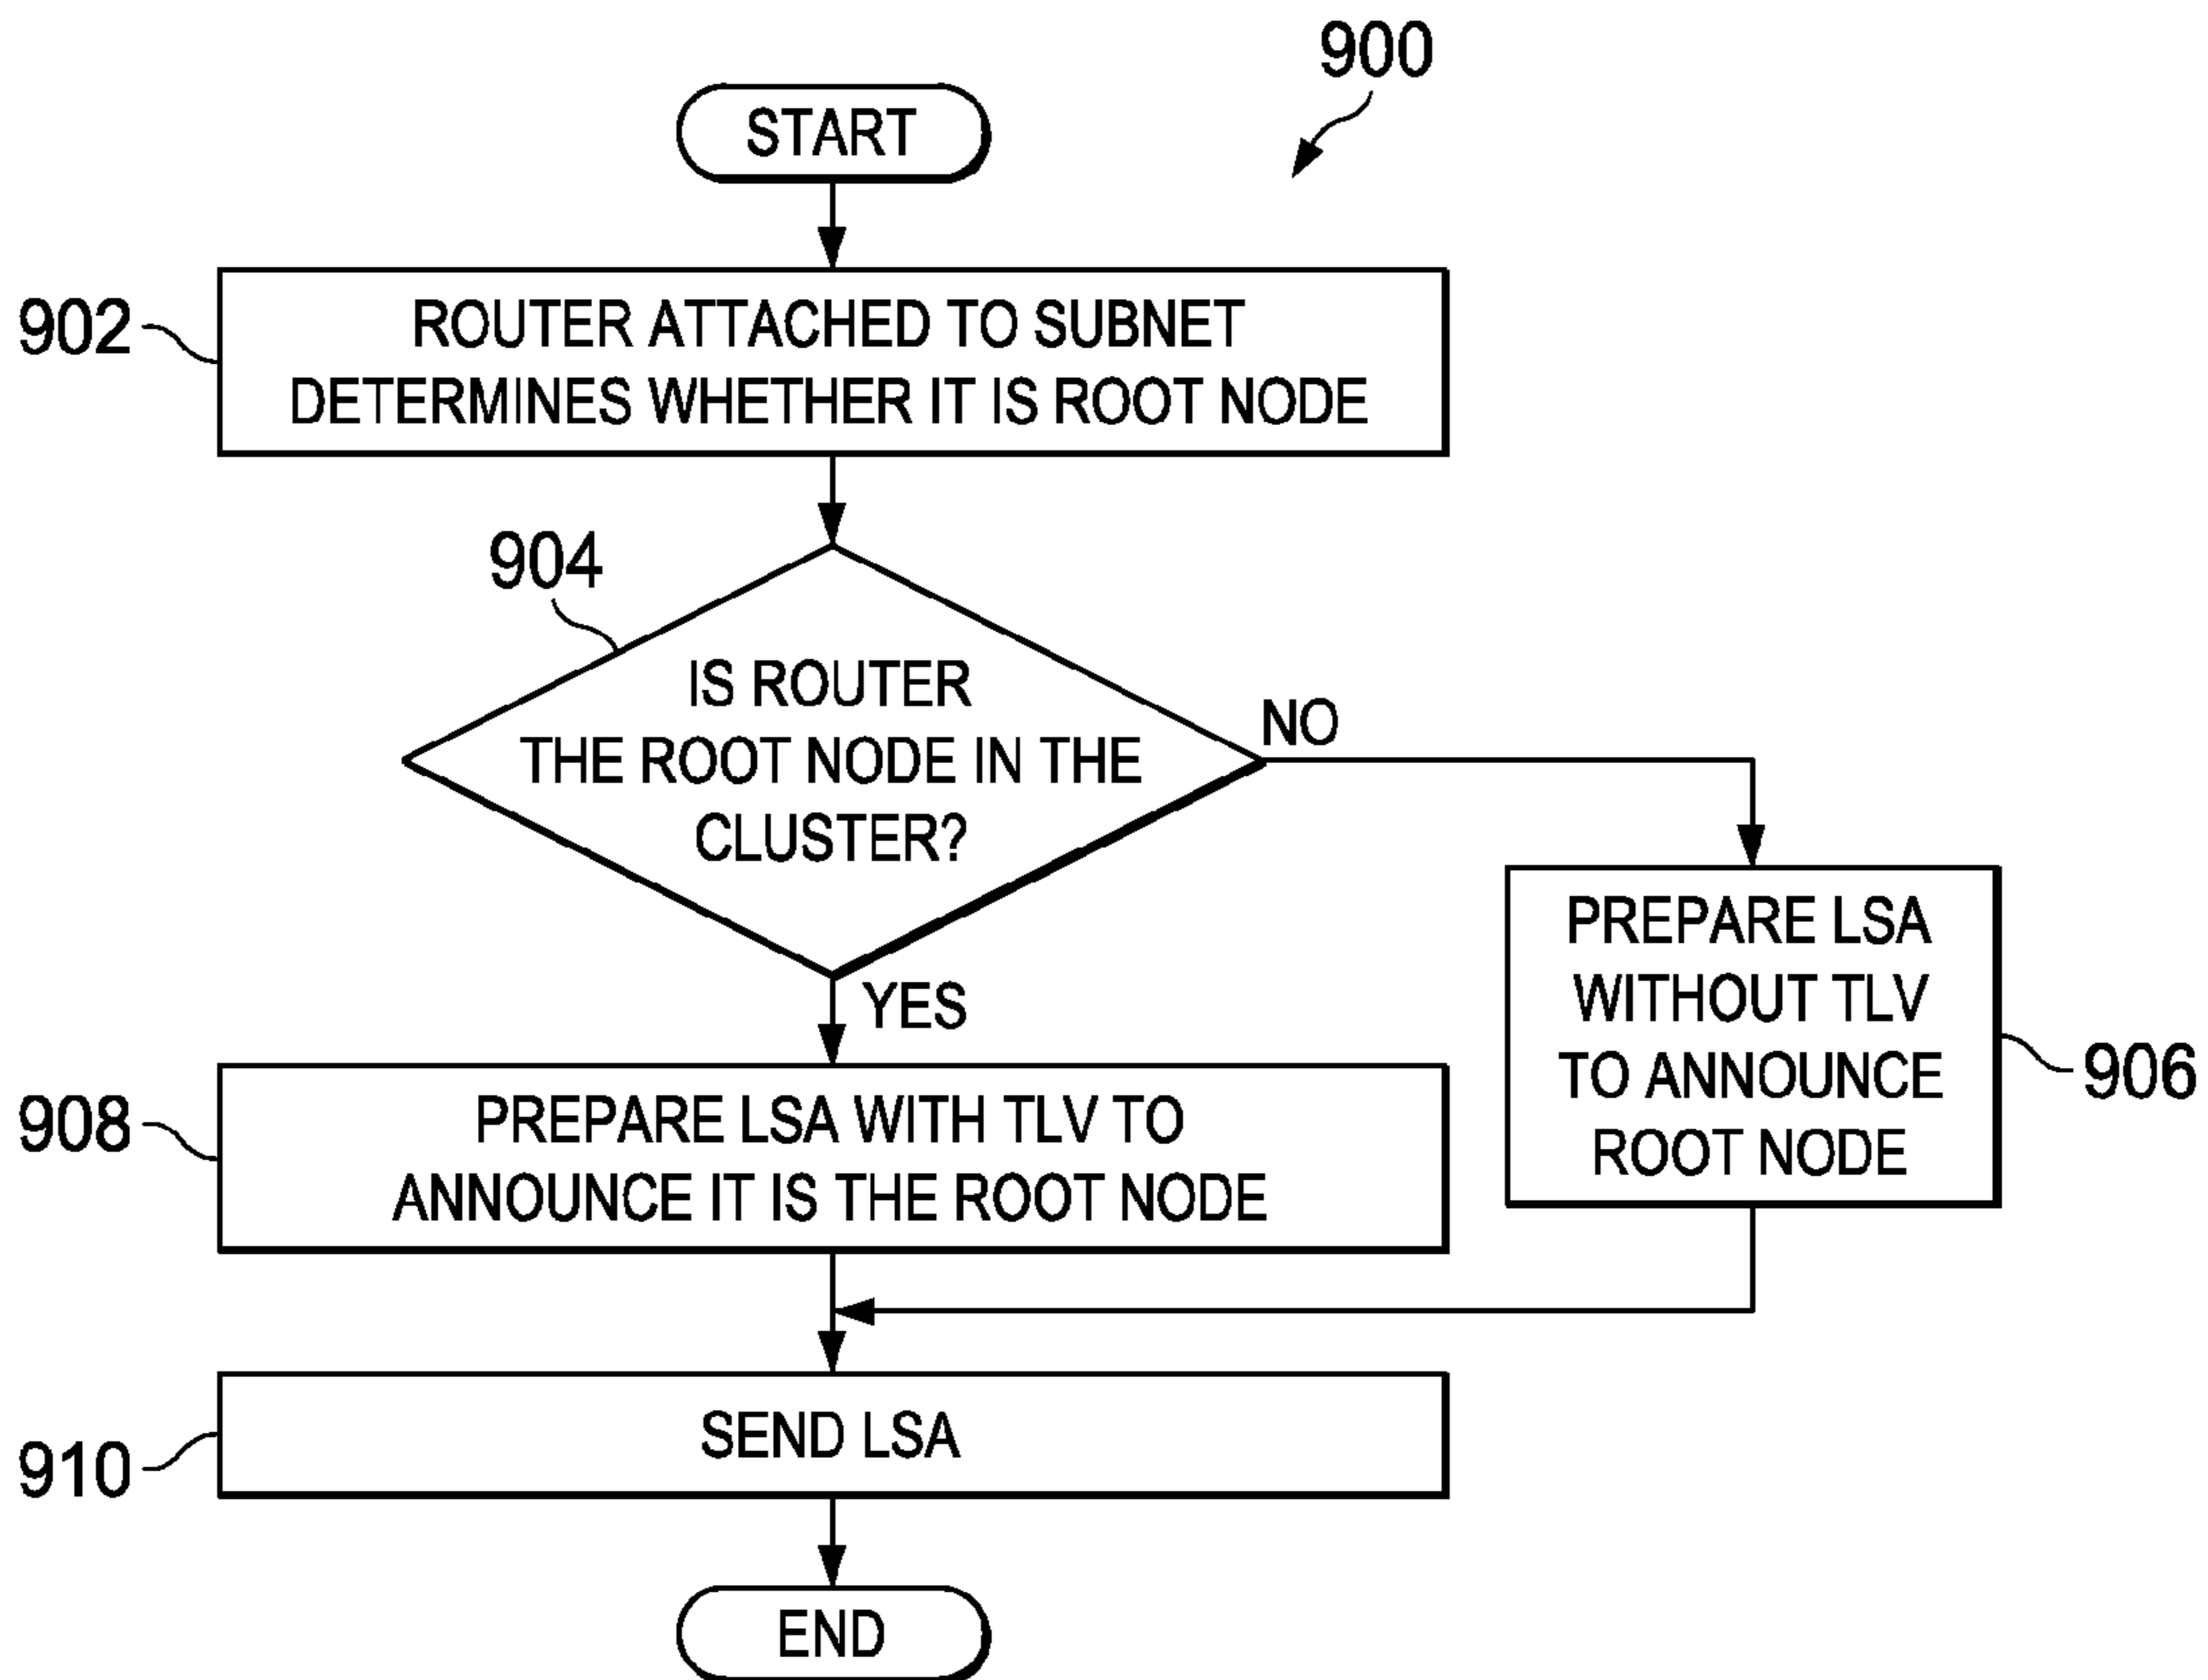 900
START
902
ROUTER ATTACHED TO SUBNET
DETERMINES WHETHER IT IS ROOT NODE
904
IS ROUTER
THE ROOT NODE IN THE
CLUSTER?
NO
YES
PREPARE LSA
WITHOUT TLV
TO ANNOUNCE
ROOT NODE
906
908
PREPARE LSA WITH TLV TO
ANNOUNCE IT IS THE ROOT NODE
910
SEND LSA
END